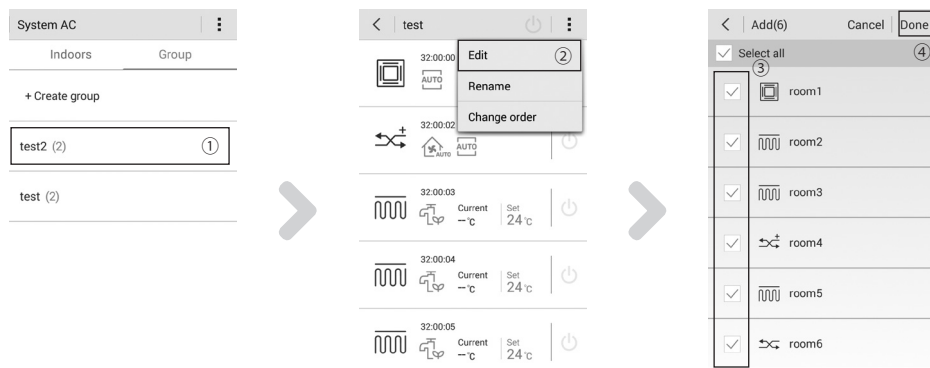 System AC
Indoors Group
+ Create group
test2 (2) ①
test (2)
test
32:00:00
AUTO
Edit ②
Rename
Change order
32:00:02
AUTO AUTO
32:00:03
Current Set
--°C 24°C
32:00:04
Current Set
--°C 24°C
32:00:05
Current Set
--°C 24°C
Add(6) Cancel Done
Select all ④
③
room1
room2
room3
room4
room5
room6